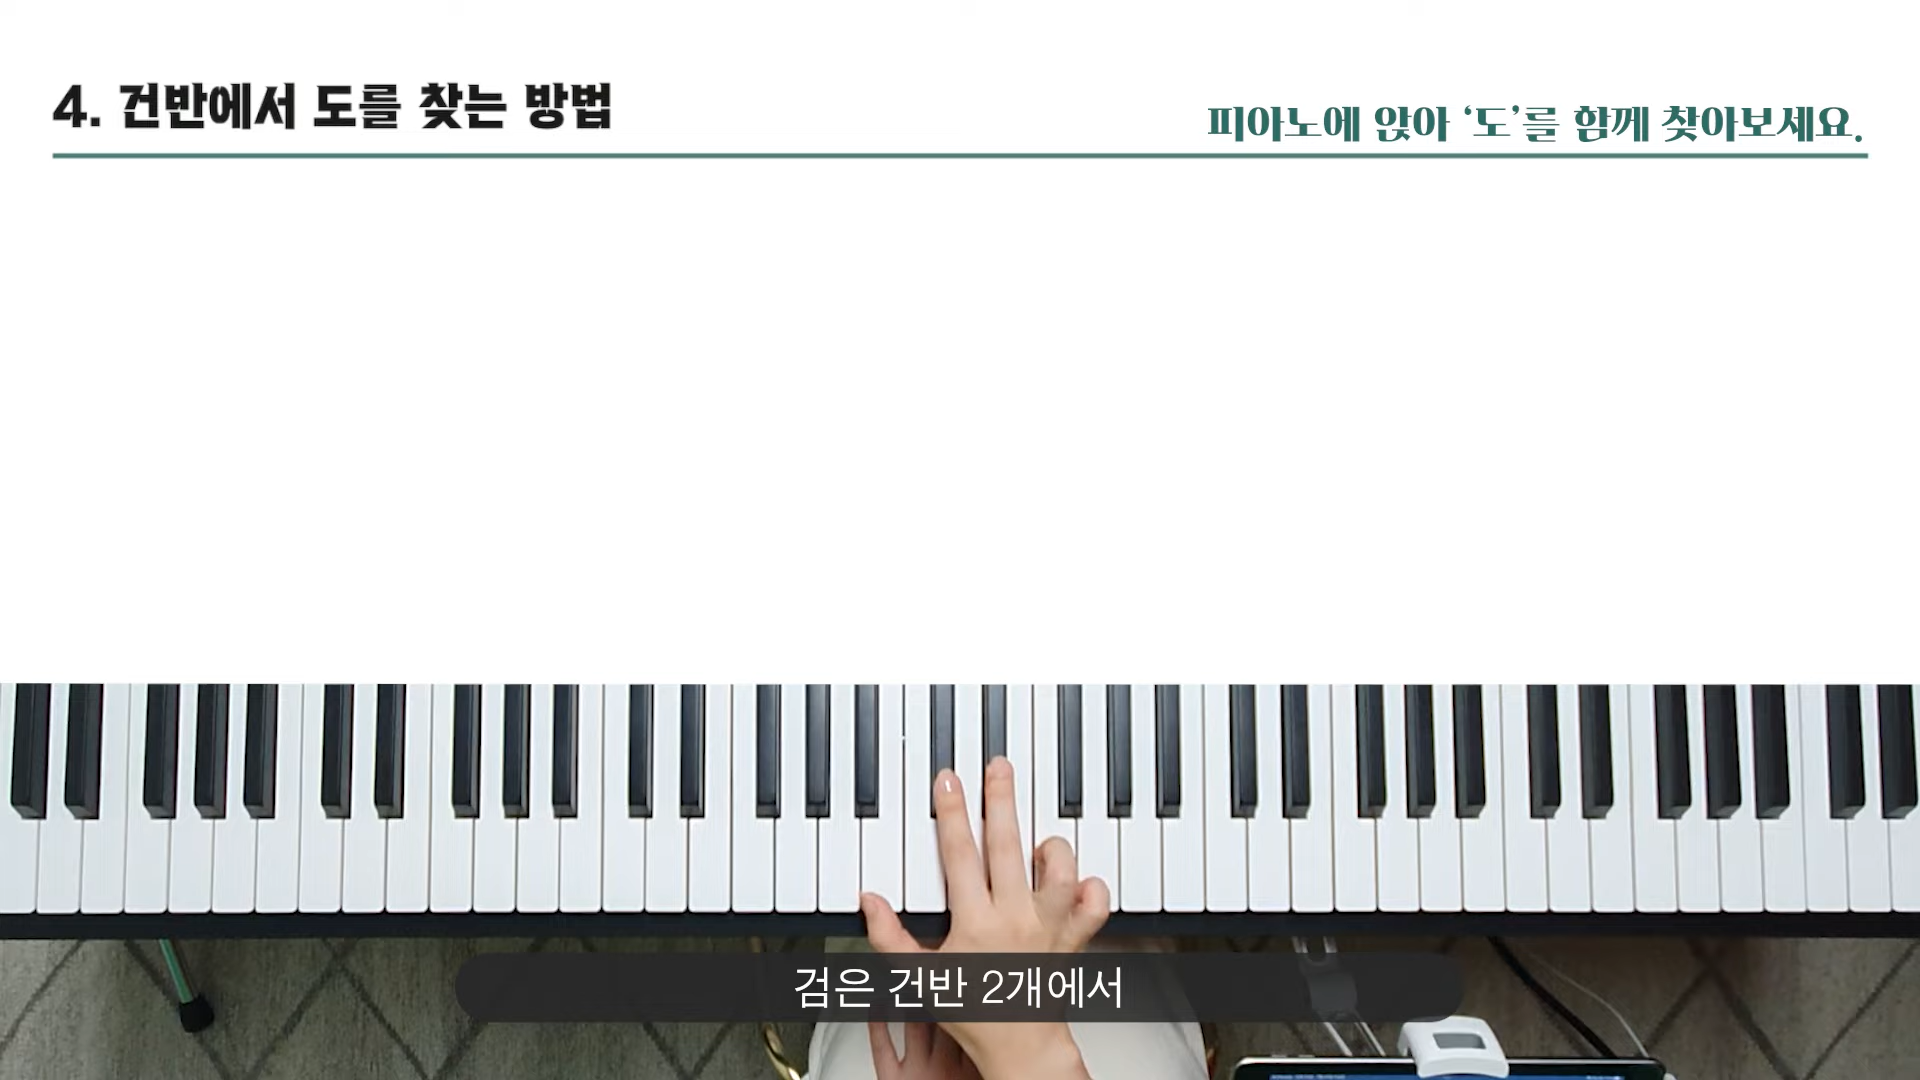 4. 건반에서 도를 찾는 방법
피아노에 앉아 ‘도’를 함께 찾아보세요.
검은 건반 2개에서